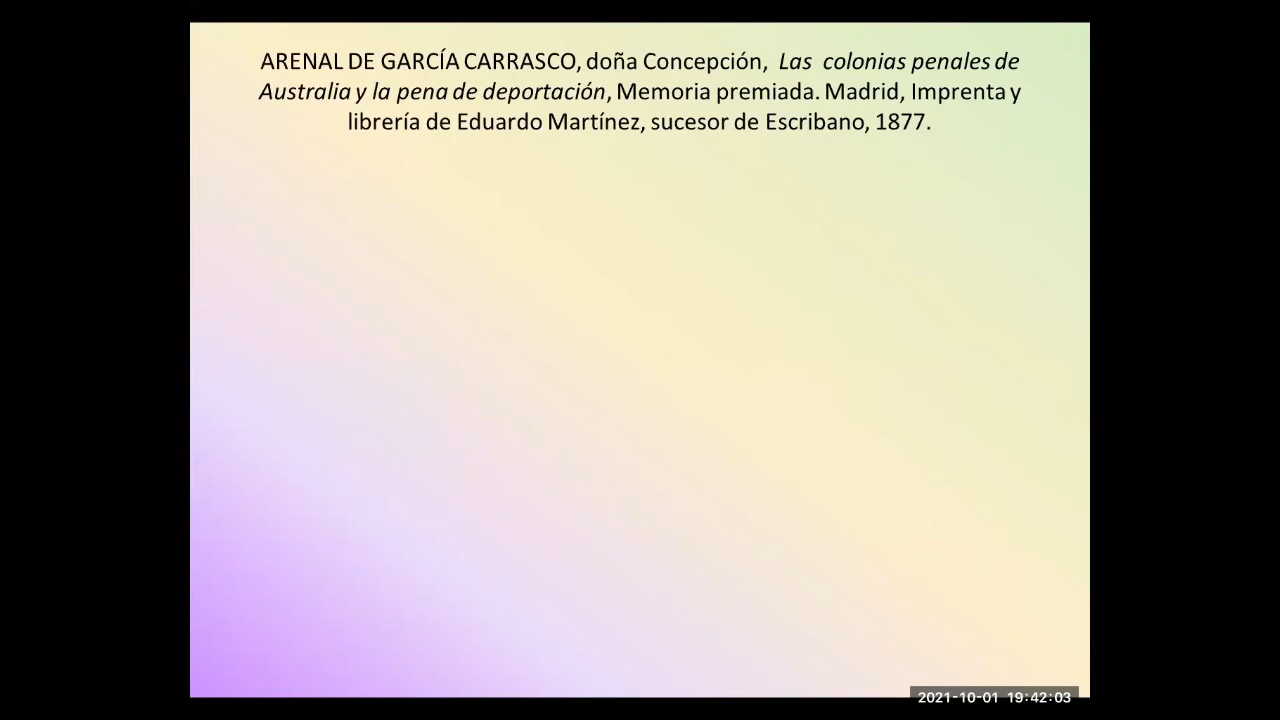 ARENAL DE GARCÍA CARRASCO, doña Concepción, Las colonias penales de
Australia y la pena de deportación, Memoria premiada. Madrid, Imprenta y
librería de Eduardo Martínez, sucesor de Escribano, 1877.
2021-10-01 19:42:03